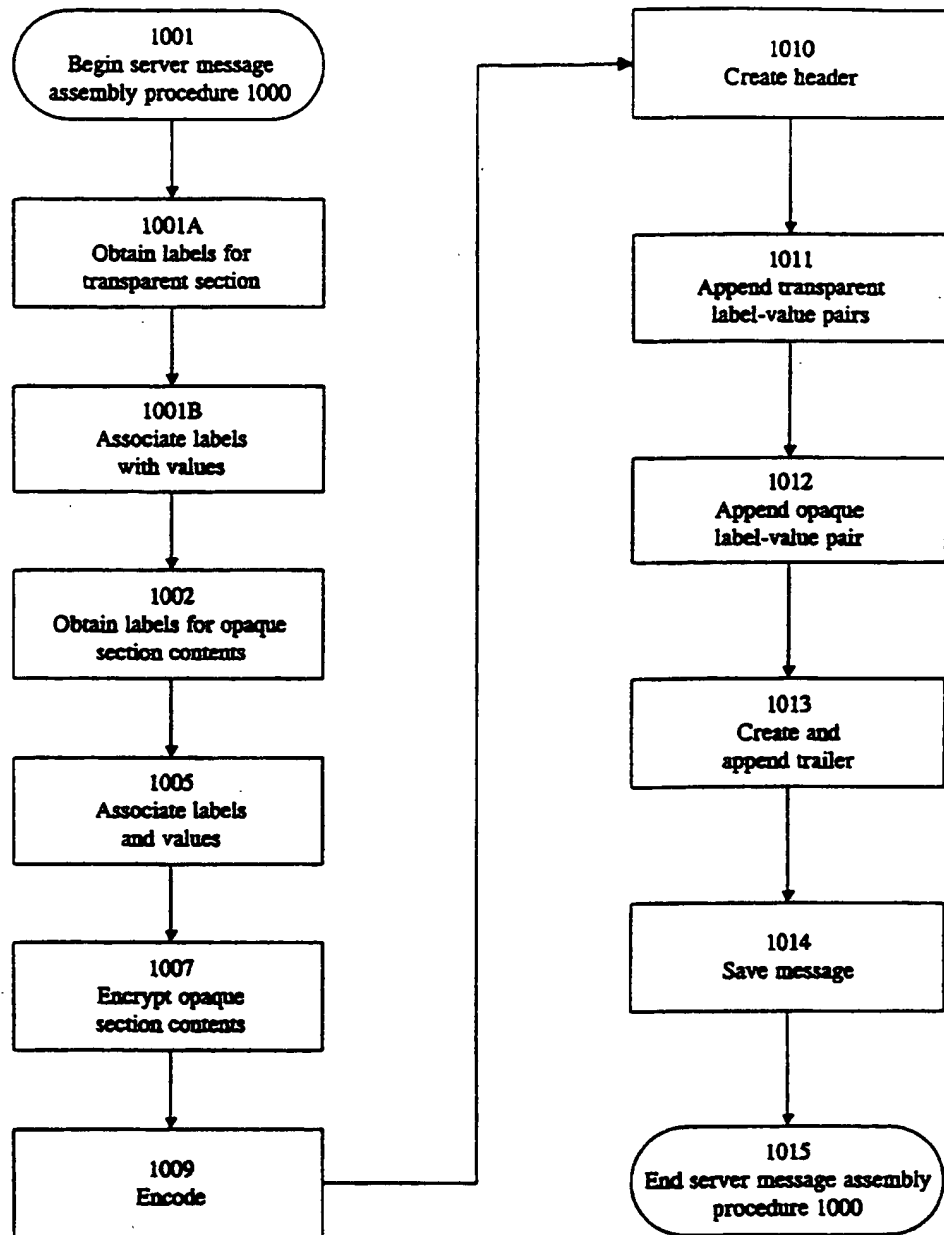 1001
Begin server message
assembly procedure 1000
1001A
Obtain labels for
transparent section
1001B
Associate labels
with values
1002
Obtain labels for opaque
section contents
1005
Associate labels
and values
1007
Encrypt opaque
section contents
1009
Encode
1010
Create header
1011
Append transparent
label-value pairs
1012
Append opaque
label-value pair
1013
Create and
append trailer
1014
Save message
1015
End server message assembly
procedure 1000